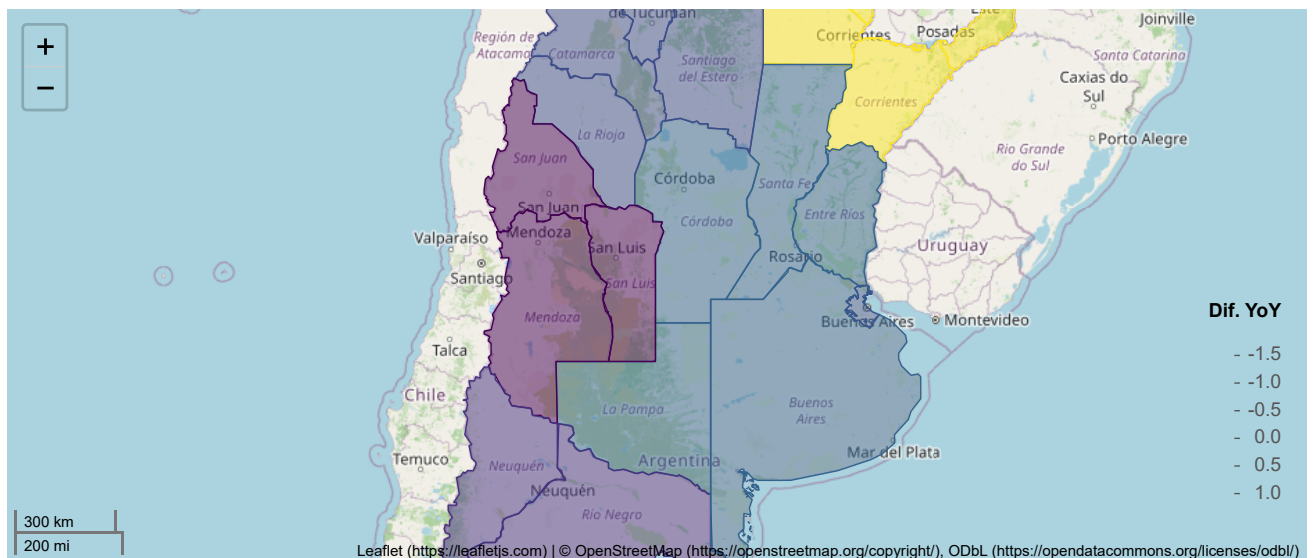 +
−
de Tucumán
Este
Joinville
Región de
Atacama
Catamarca
Santiago
del Estero
Corrientes
Posadas
Santa Catarina
Caxias do
Sul
Corrientes
La Rioja
Porto Alegre
Rio Grande
do Sul
San Juan
Córdoba
Santa Fe
San Juan
Córdoba
Entre Ríos
Valparaíso
Mendoza
San Luis
Uruguay
Rosario
Santiago
San Luis
Mendoza
Buenos Aires
Montevideo
Dif. YoY
Talca
- -1.5
- -1.0
Chile
La Pampa
Buenos
Aires
- -0.5
- 0.0
Temuco
Neuquén
Argentina
Mar del Plata
- 0.5
Neuquén
- 1.0
Río Negro
300 km
200 mi
Leaflet (https://leafletjs.com) | © OpenStreetMap (https://openstreetmap.org/copyright/), ODbL (https://opendatacommons.org/licenses/odbl/)